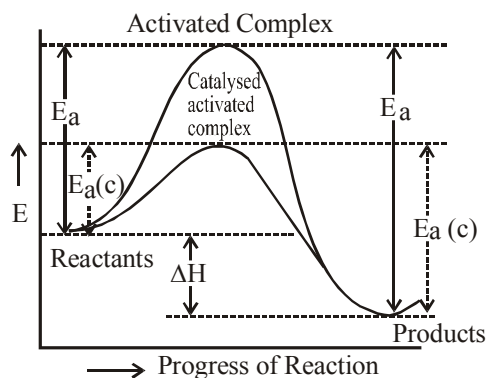 Activated Complex
Catalysed
activated
complex
Ea
Ea(c)
E
Ea
Ea (c)
Reactants
ΔH
Products
Progress of Reaction